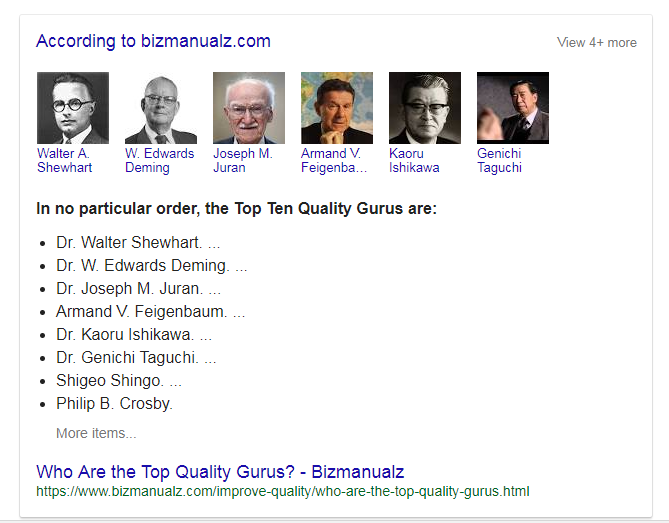 According to bizmanualz.com
View 4+ more
Walter A.
Shewhart
W. Edwards
Deming
Joseph M.
Juran
Armand V.
Feigenba...
Kaoru
Ishikawa
Genichi
Taguchi
In no particular order, the Top Ten Quality Gurus are:
• Dr. Walter Shewhart. ...
• Dr. W. Edwards Deming. ...
• Dr. Joseph M. Juran. ...
• Armand V. Feigenbaum. ...
• Dr. Kaoru Ishikawa. ...
• Dr. Genichi Taguchi. ...
• Shigeo Shingo. ...
• Philip B. Crosby.
More items...
Who Are the Top Quality Gurus? - Bizmanualz
https://www.bizmanualz.com/improve-quality/who-are-the-top-quality-gurus.html